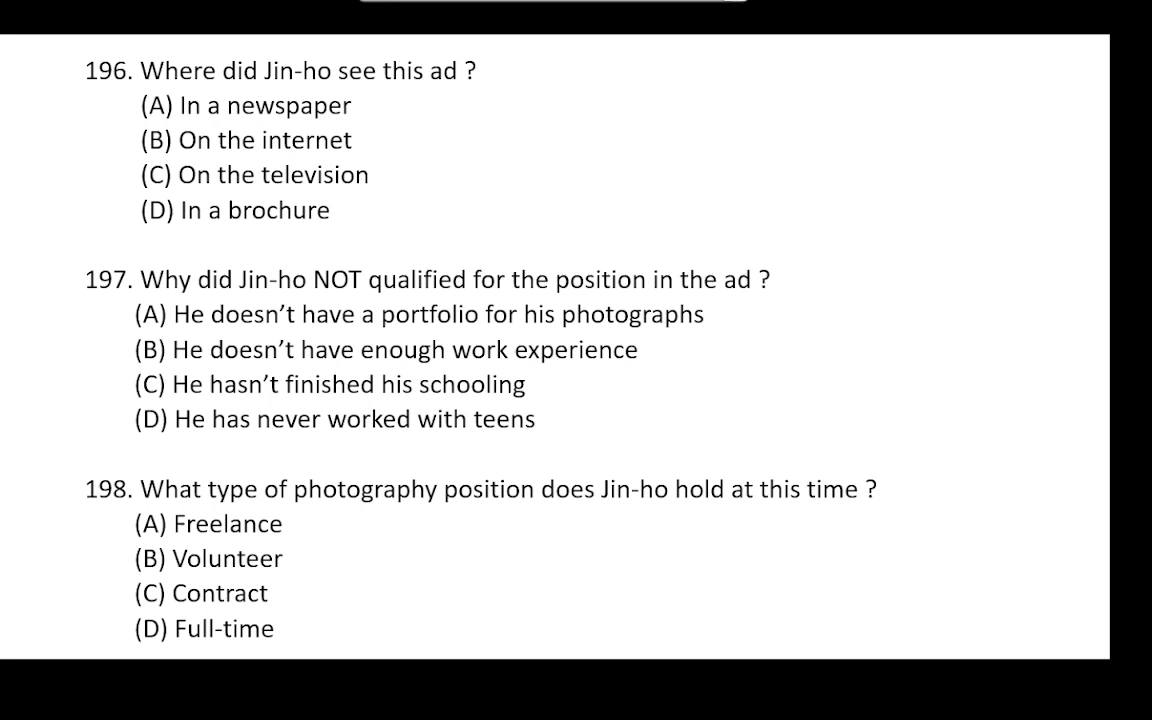 196. Where did Jin-ho see this ad ?
(A) In a newspaper
(B) On the internet
(C) On the television
(D) In a brochure
197. Why did Jin-ho NOT qualified for the position in the ad ?
(A) He doesn’t have a portfolio for his photographs
(B) He doesn’t have enough work experience
(C) He hasn’t finished his schooling
(D) He has never worked with teens
198. What type of photography position does Jin-ho hold at this time ?
(A) Freelance
(B) Volunteer
(C) Contract
(D) Full-time